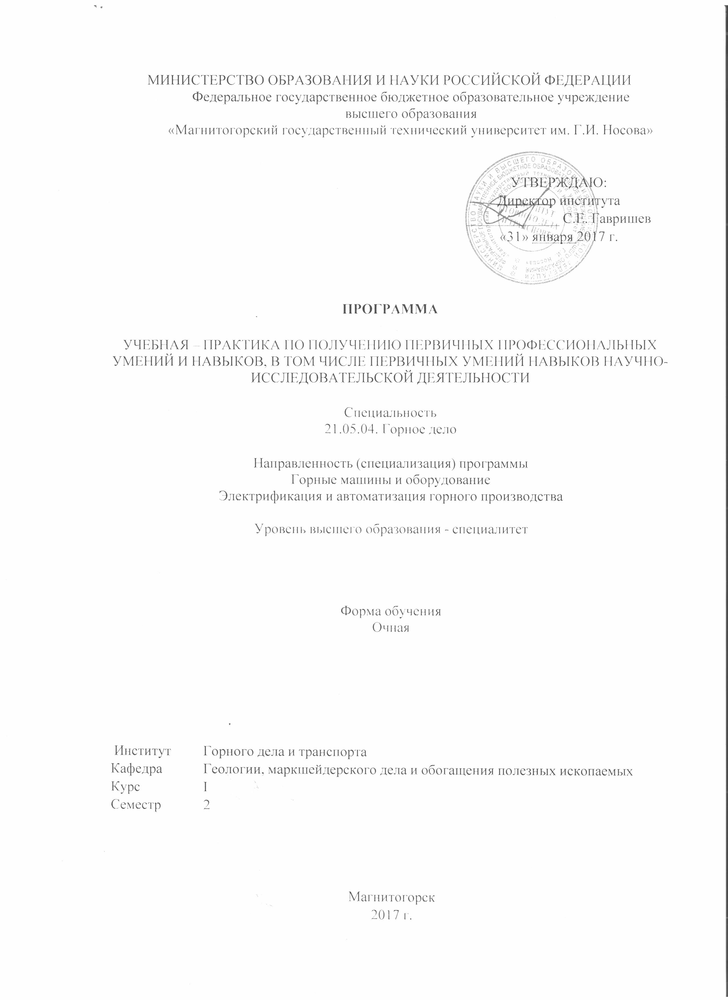 МИНИСТЕРСТВО ОБРАЗОВАНИЯ И НАУКИ РОССИЙСКОЙ ФЕДЕРАЦИИ
Федеральное государственное бюджетное образовательное учреждение
высшего образования
«Магнитогорский государственный технический университет им. Г.И. Носова»
УТВЕРЖДАЮ:
Директор института
С.Е. Гавришев
«31» января 2017 г.
ПРОГРАММА
УЧЕБНАЯ – ПРАКТИКА ПО ПОЛУЧЕНИЮ ПЕРВИЧНЫХ ПРОФЕССИОНАЛЬНЫХ
УМЕНИЙ И НАВЫКОВ, В ТОМ ЧИСЛЕ ПЕРВИЧНЫХ УМЕНИЙ НАВЫКОВ НАУЧНО-
ИССЛЕДОВАТЕЛЬСКОЙ ДЕЯТЕЛЬНОСТИ
Специальность
21.05.04. Горное дело
Направленность (специализация) программы
Горные машины и оборудование
Электрификация и автоматизация горного производства
Уровень высшего образования - специалитет
Форма обучения
Очная
Институт Горного дела и транспорта
Кафедра Геологии, маркшейдерского дела и обогащения полезных ископаемых
Курс I
Семестр 2
Магнитогорск
2017 г.